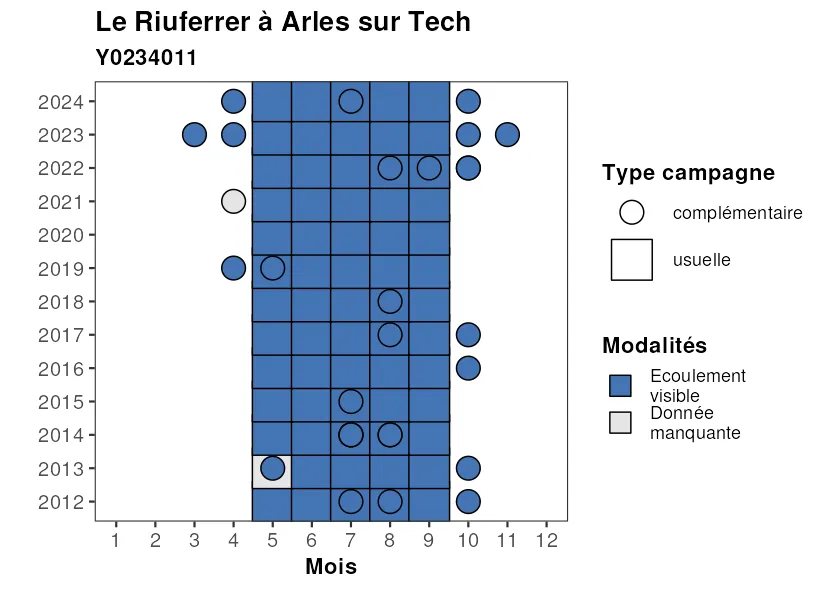 Le Riuferrer à Arles sur Tech
Y0234011
2024
2023
2022
2021
2020
2019
2018
2017
2016
2015
2014
2013
2012
1 2 3 4 5 6 7 8 9 10 11 12
Mois
Type campagne
complémentaire
usuelle
Modalités
Ecoulement
visible
Donnée
manquante